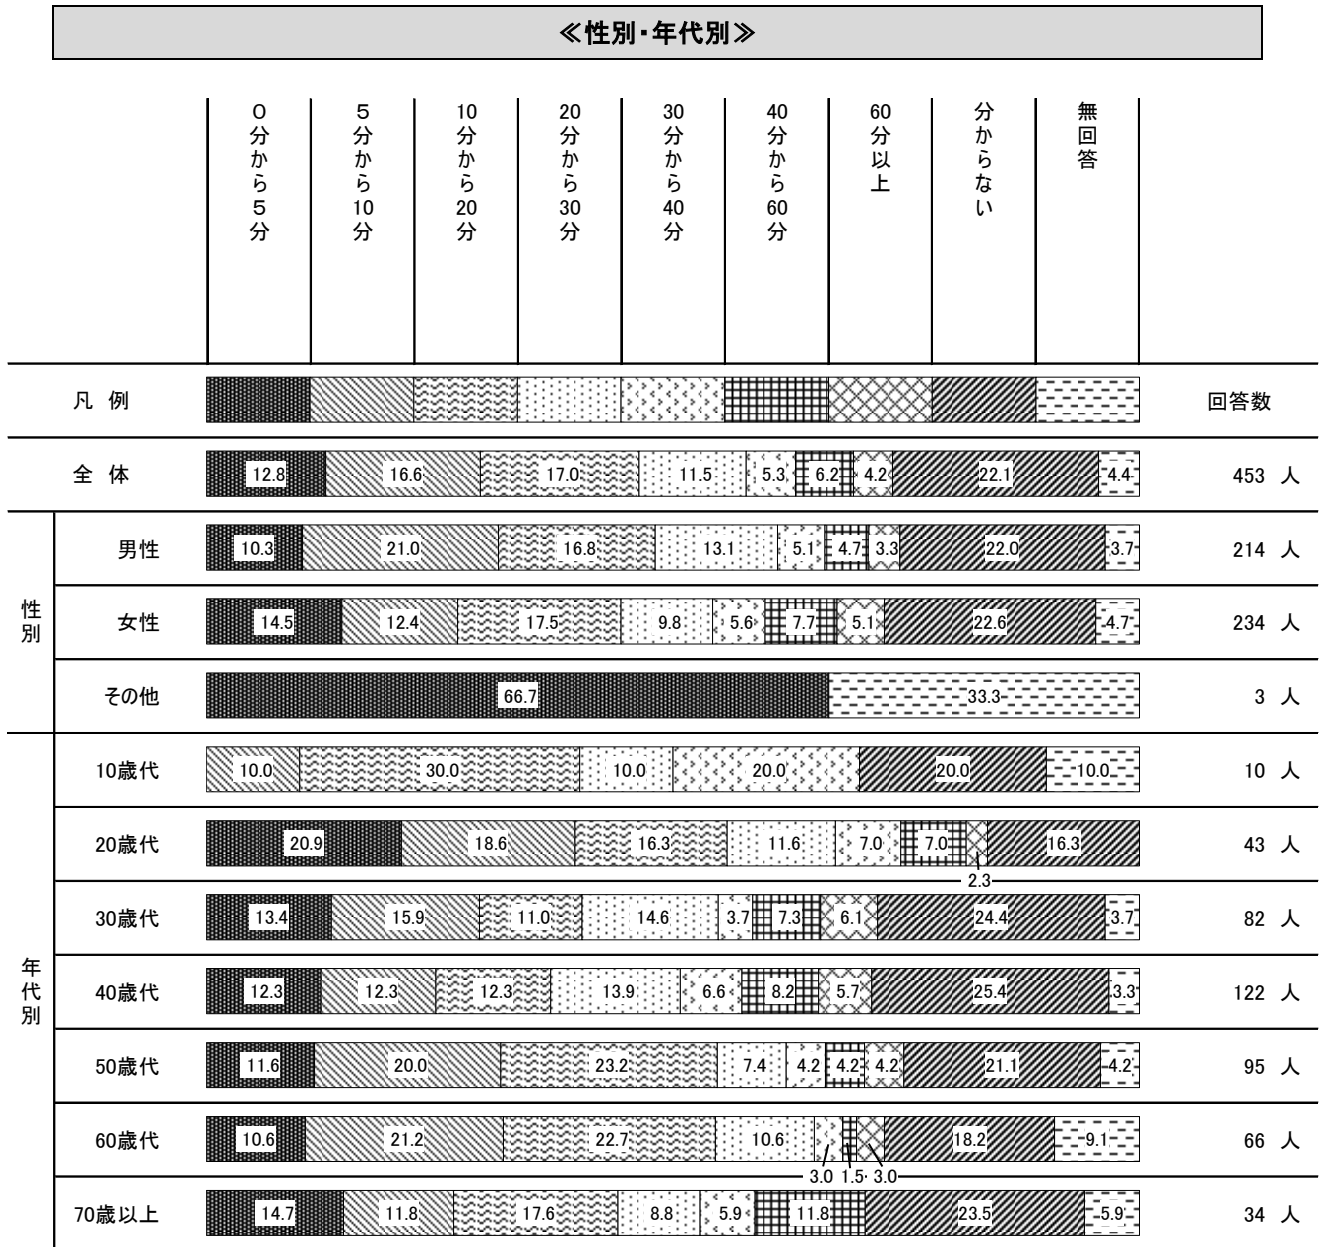 ≪性別・年代別≫
0分から5分
5分から10分
10分から20分
20分から30分
30分から40分
40分から60分
60分以上
分からない
無回答
凡 例 回答数
全 体 12.8 16.6 17.0 11.5 5.3 6.2 4.2 22.1 4.4 453 人
性別
男性 10.3 21.0 16.8 13.1 5.1 4.7 3.3 22.0 3.7 214 人
女性 14.5 12.4 17.5 9.8 5.6 7.7 5.1 22.6 4.7 234 人
その他 66.7 33.3 3 人
年代別
10歳代 10.0 30.0 10.0 20.0 20.0 10.0 10 人
20歳代 20.9 18.6 16.3 11.6 7.0 7.0 16.3 43 人
2.3
30歳代 13.4 15.9 11.0 14.6 3.7 7.3 6.1 24.4 3.7 82 人
40歳代 12.3 12.3 12.3 13.9 6.6 8.2 5.7 25.4 3.3 122 人
50歳代 11.6 20.0 23.2 7.4 4.2 4.2 4.2 21.1 4.2 95 人
60歳代 10.6 21.2 22.7 10.6 18.2 9.1 66 人
3.0 1.5 3.0
70歳以上 14.7 11.8 17.6 8.8 5.9 11.8 23.5 5.9 34 人